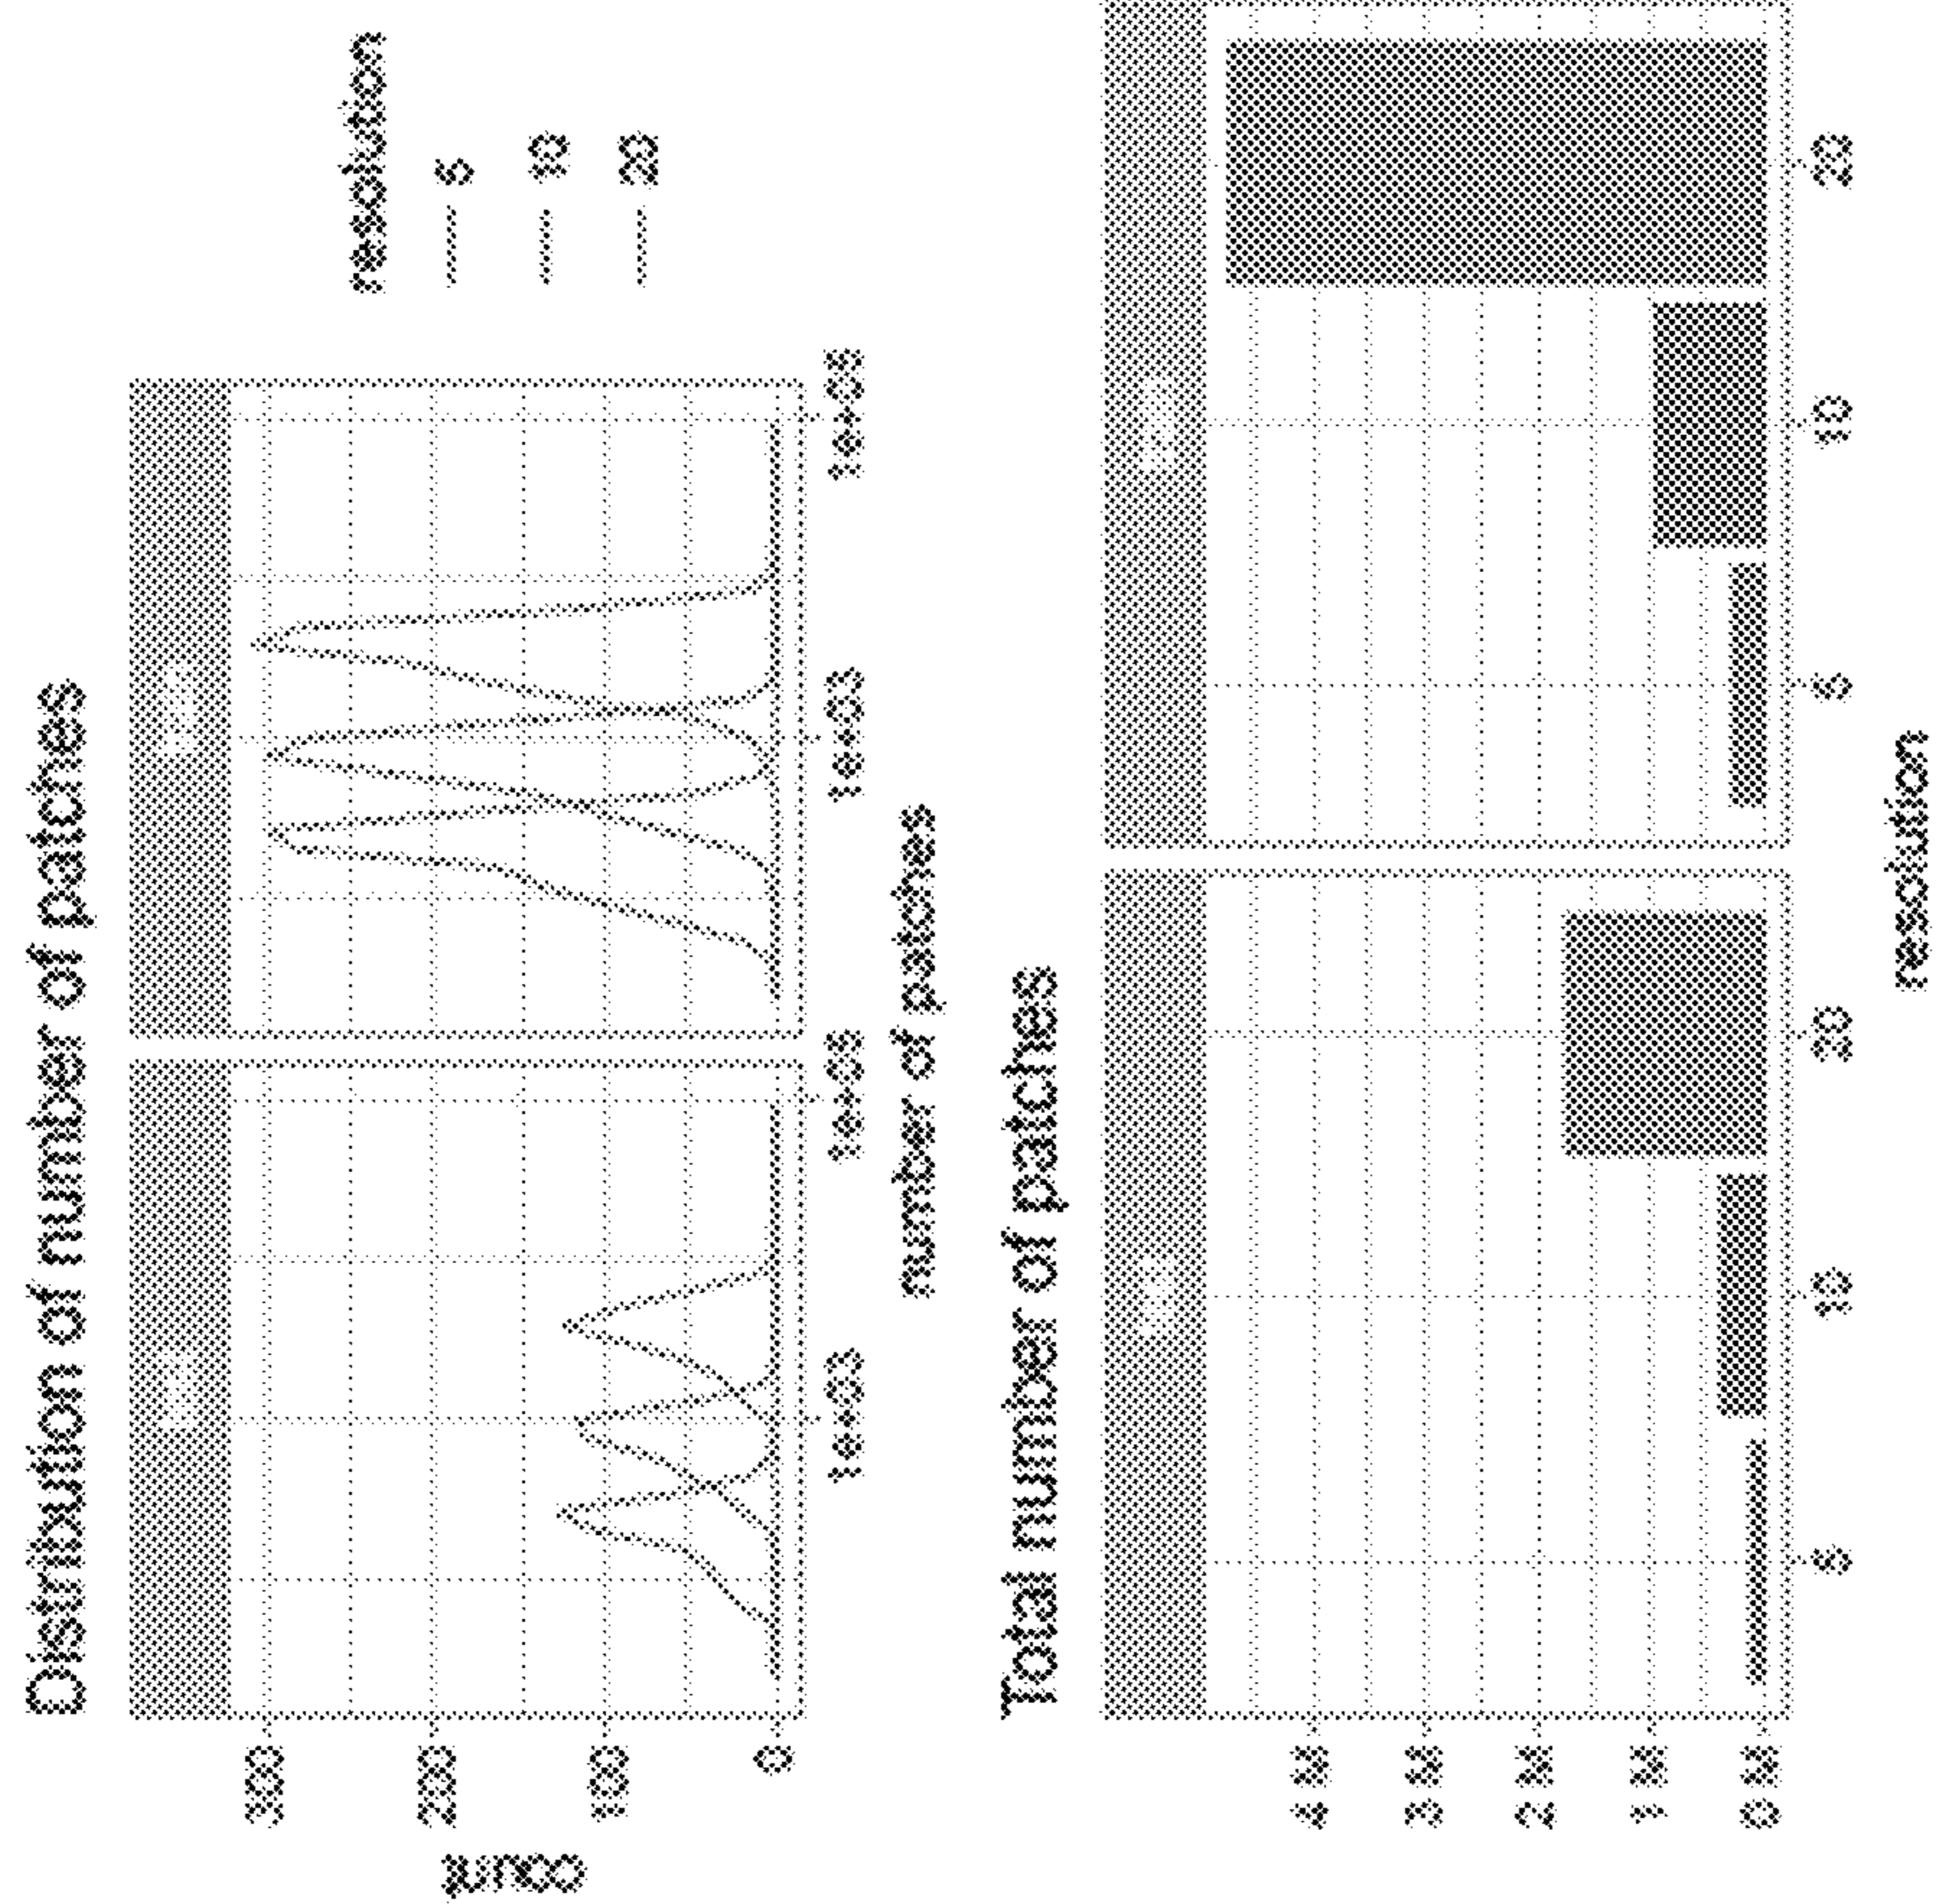 Distribution of number of patches
count
300
200
100
0
1e+03
1e+05
1e+03
1e+05
number of patches
resolution
5
10
20
Total number of patches
4 M
3 M
2 M
1 M
0 M
5
10
20
5
10
20
resolution